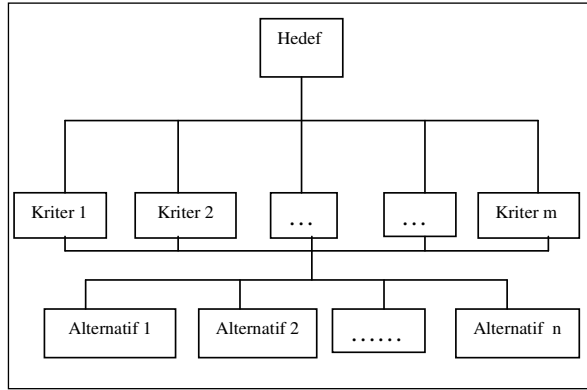 Hedef
Kriter 1 Kriter 2 ... ... Kriter m
Alternatif 1 Alternatif 2 ...... Alternatif n